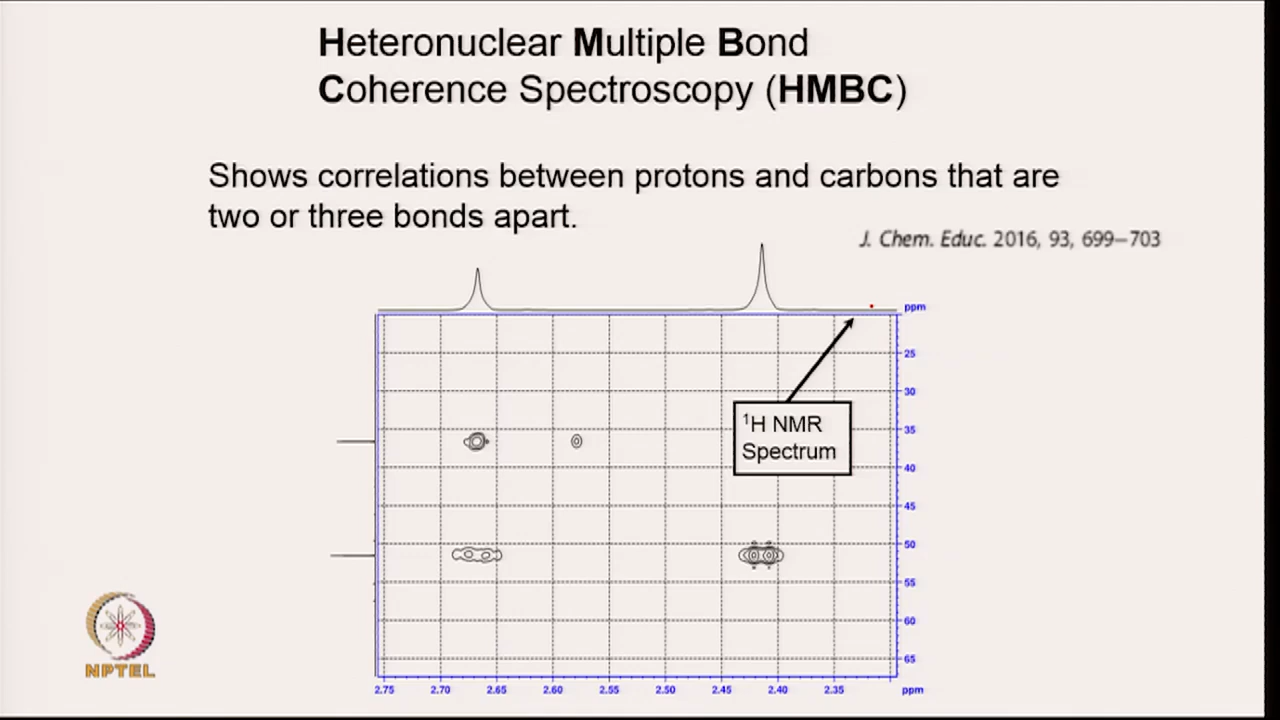 Heteronuclear Multiple Bond
Coherence Spectroscopy (HMBC)
Shows correlations between protons and carbons that are
two or three bonds apart.
J. Chem. Educ. 2016, 93, 699–703
ppm
25
30
35
40
45
50
55
60
65
¹H NMR
Spectrum
2.75 2.70 2.65 2.60 2.55 2.50 2.45 2.40 2.35 ppm
NPTEL